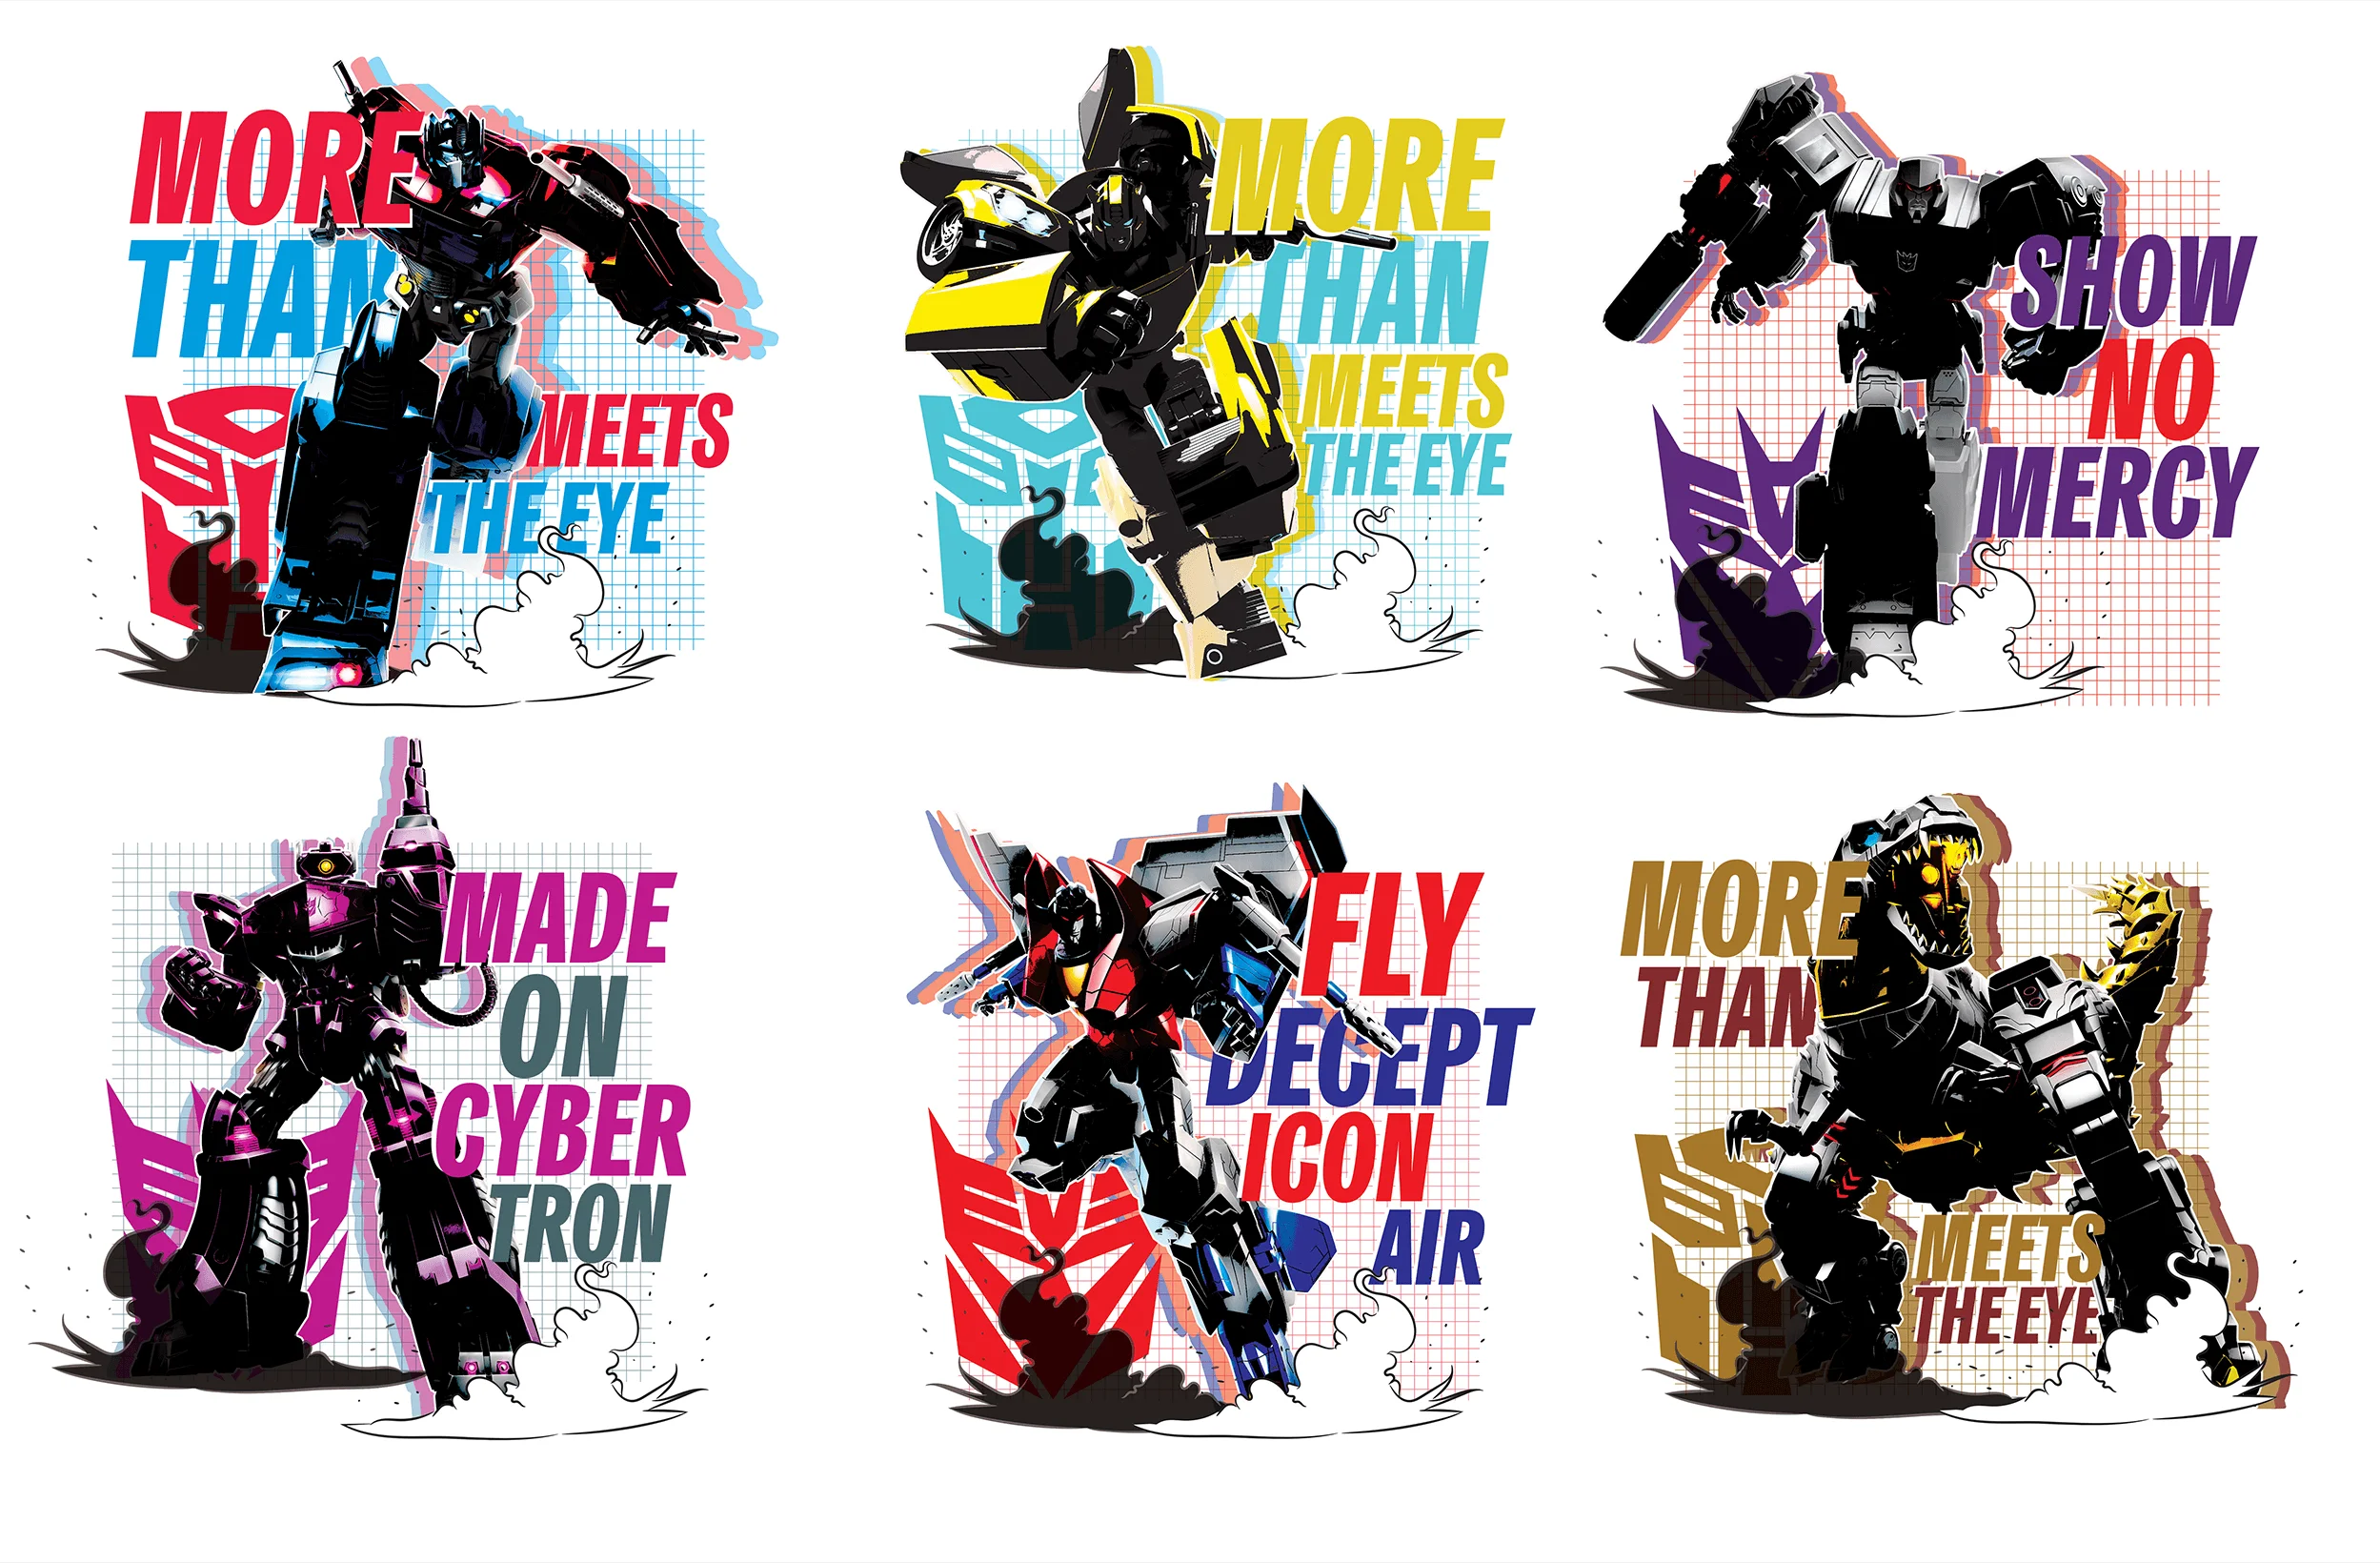 MORE
THAN
MEETS
THE EYE
MORE
THAN
MEETS
THE EYE
SHOW
NO
MERCY
MADE
ON
CYBER
TRON
FLY
DECEPT
ICON
AIR
MORE
THAN
MEETS
THE EYE